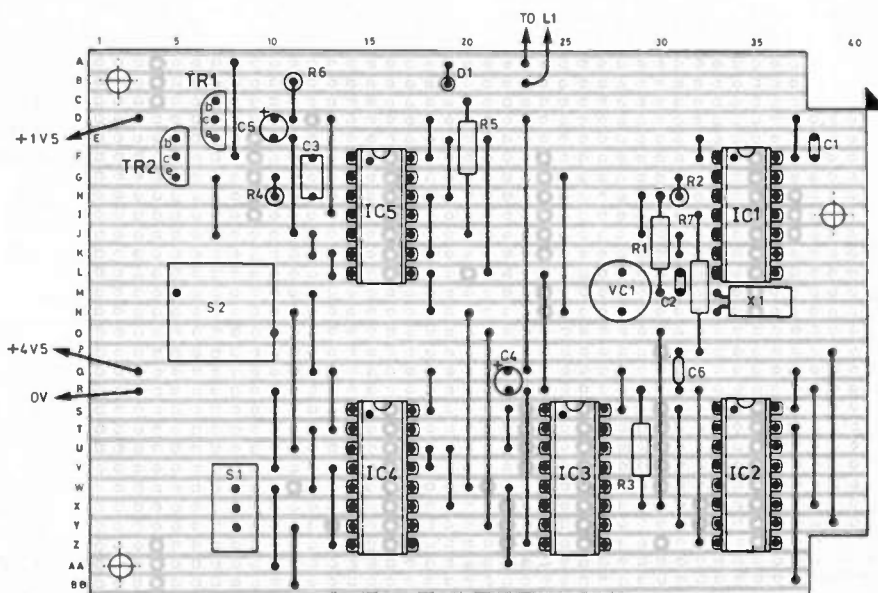 TO L1
1 5 10 15 20 25 30 35 40
A
B
C
D
E
F
G
H
I
J
K
L
M
N
O
P
Q
R
S
T
U
V
W
X
Y
Z
AA
BB
+1V5
+4V5
0V
TR1
b
c
e
TR2
b
c
e
R6
+
C5
C3
R4
D1
R5
IC5
S2
C1
R2
IC1
R1
R7
VC1
C2
X1
+
C4
C6
S1
IC4
IC3
R3
IC2